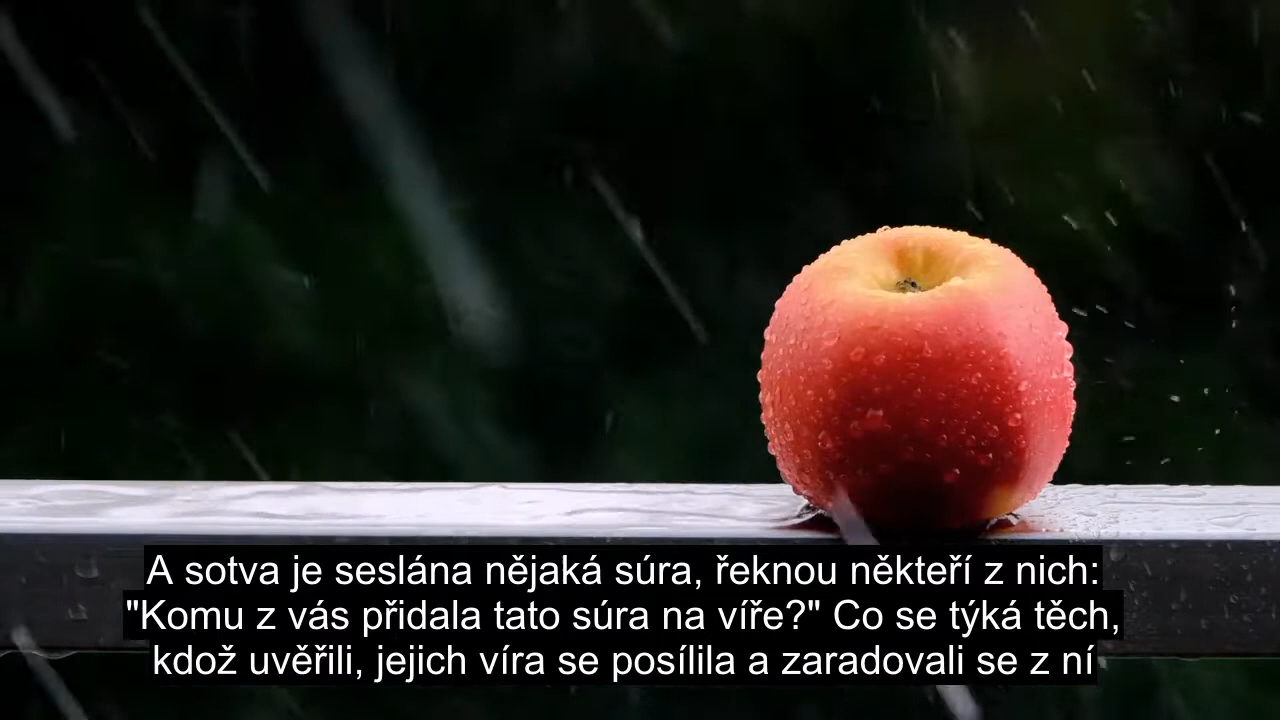 A sotva je seslána nějaká súra, řeknou někteří z nich:
"Komu z vás přidala tato súra na víře?" Co se týká těch,
kdož uvěřili, jejich víra se posílila a zaradovali se z ní